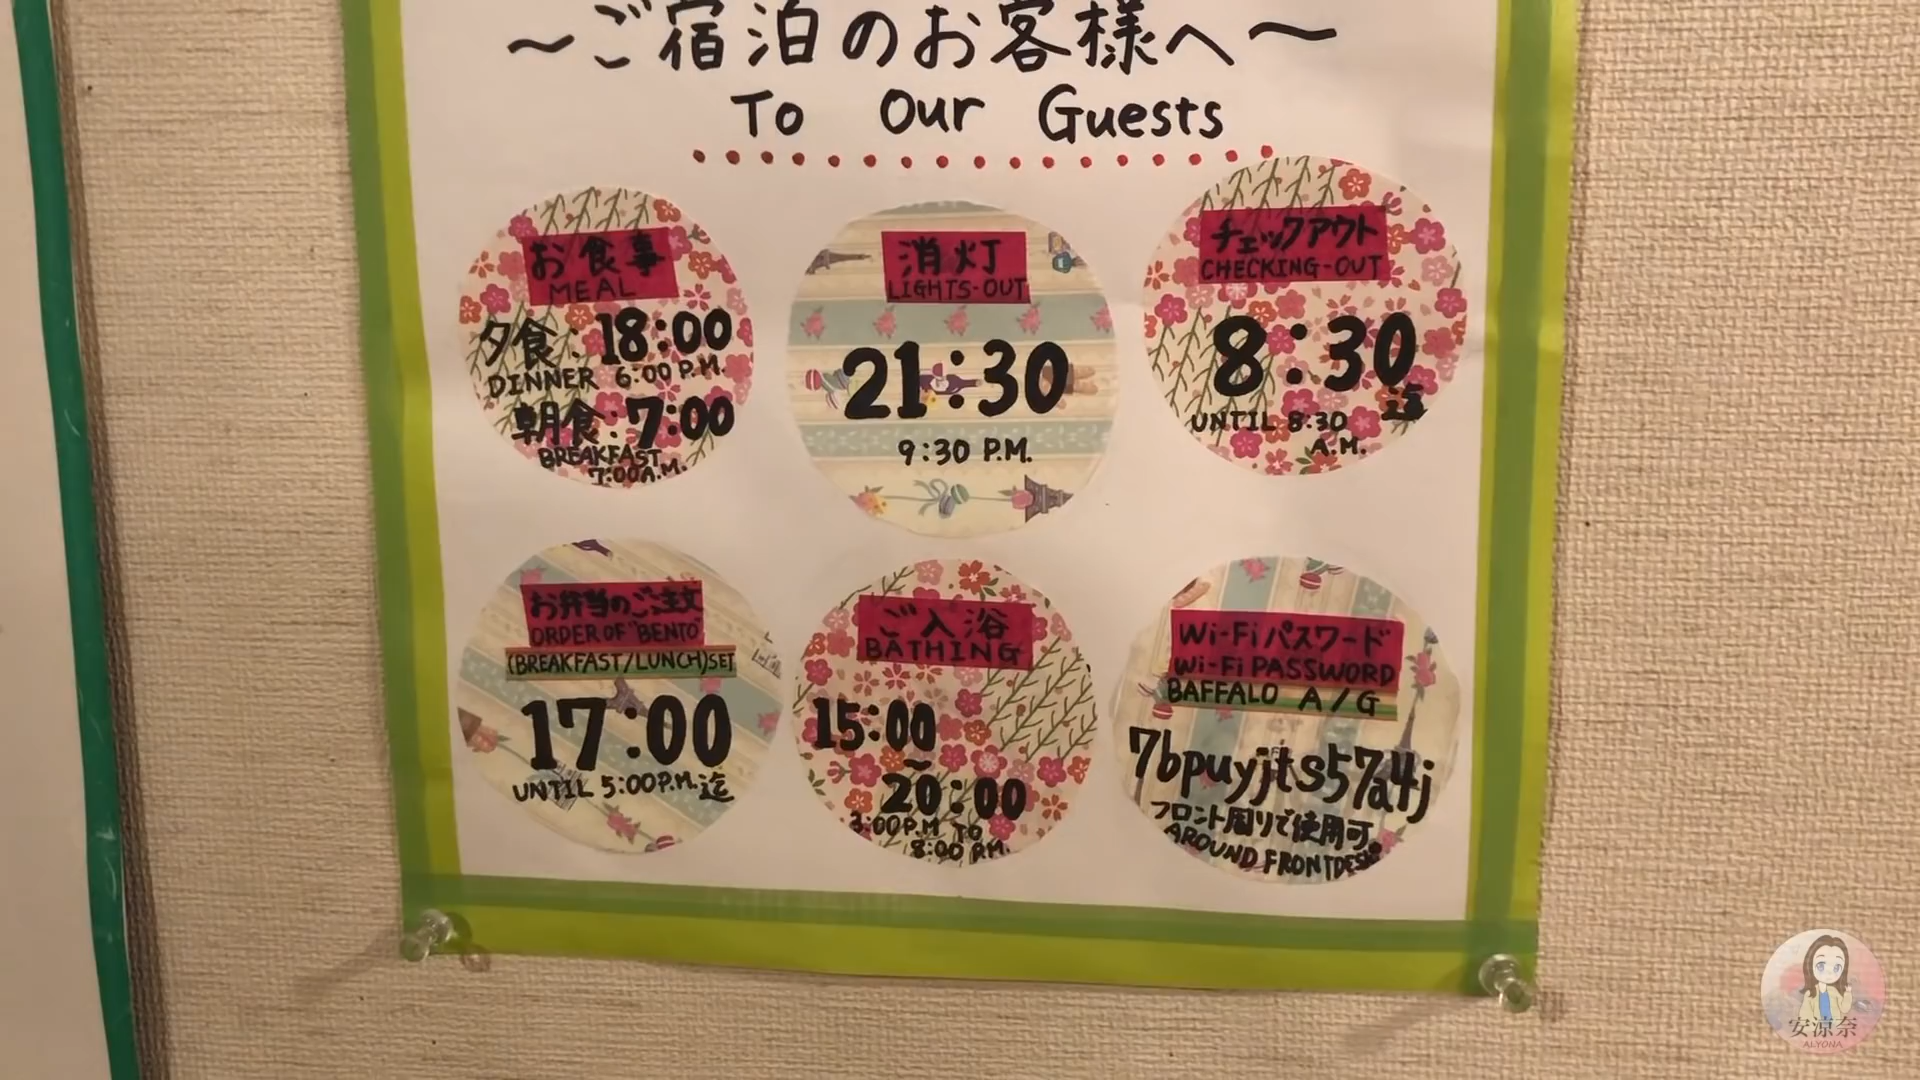 ～ご宿泊のお客様へ～
To Our Guests
お食事
MEAL
夕食：18:00
DINNER 6:00 P.M.
朝食：7:00
BREAKFAST
7:00A.M.
消灯
LIGHTS-OUT
21:30
9:30 P.M.
チェックアウト
CHECKING-OUT
8:30
迄
UNTIL 8:30
A.M.
お弁当のご注文
ORDER OF "BENTO"
(BREAKFAST/LUNCH)SET
17:00
UNTIL 5:00P.M.迄
ご入浴
BATHING
15:00
～
20:00
3:00P.M TO
8:00 P.M.
Wi-Fiパスワード
Wi-Fi PASSWORD
BAFFALO A/G
7bpuyjts57a4j
フロント周りで使用可
AROUND FRONTDESK
安涼奈
ALYONA